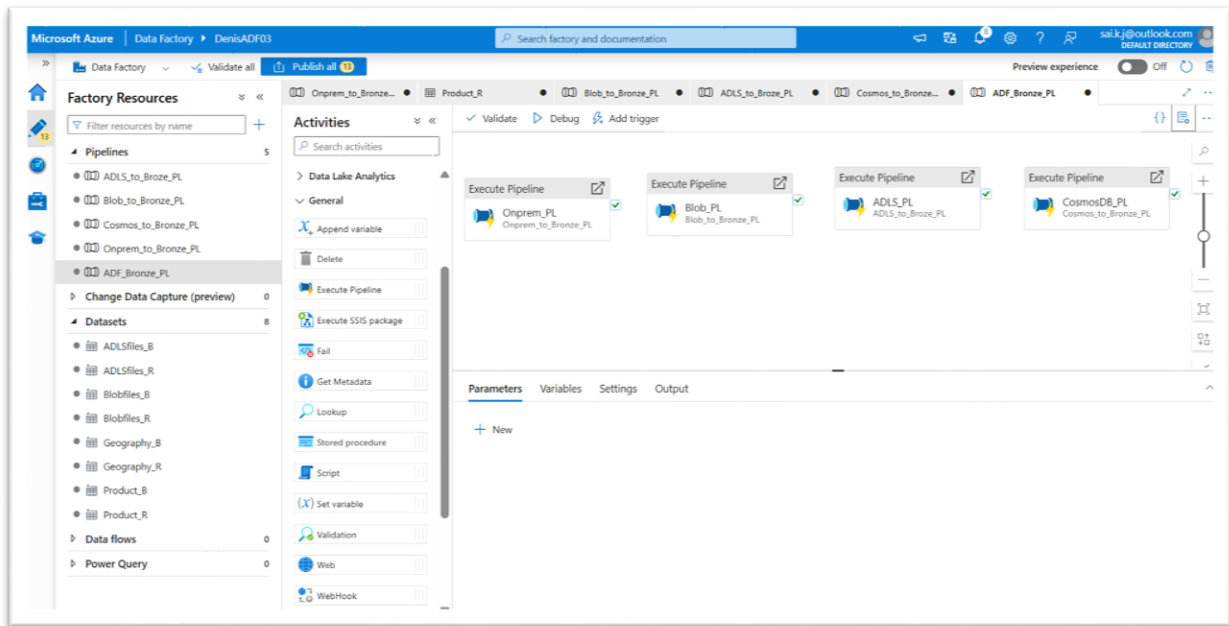 Microsoft Azure | Data Factory ▸ DenisADF03
Search factory and documentation
8
sai.k.j@outlook.com
DEFAULT DIRECTORY
» Data Factory Validate all Publish all 13
Preview experience Off
13
Factory Resources
Filter resources by name
Pipelines 5
ADLS_to_Broze_PL
Blob_to_Bronze_PL
Cosmos_to_Bronze_PL
Onprem_to_Bronze_PL
ADF_Bronze_PL
Change Data Capture (preview) 0
Datasets 8
ADLSfiles_B
ADLSfiles_R
Blobfiles_B
Blobfiles_R
Geography_B
Geography_R
Product_B
Product_R
Data flows 0
Power Query 0
Onprem_to_Bronze... Product_R Blob_to_Bronze_PL ADLS_to_Broze_PL Cosmos_to_Bronze... ADF_Bronze_PL
Activities
Search activities
Data Lake Analytics
General
Append variable
Delete
Execute Pipeline
Execute SSIS package
Fail
Get Metadata
Lookup
Stored procedure
Script
Set variable
Validation
Web
WebHook
Validate Debug Add trigger
Execute Pipeline
Onprem_PL
Onprem_to_Bronze_PL
Execute Pipeline
Blob_PL
Blob_to_Bronze_PL
Execute Pipeline
ADLS_PL
ADLS_to_Broze_PL
Execute Pipeline
CosmosDB_PL
Cosmos_to_Bronze_PL
Parameters Variables Settings Output
+ New